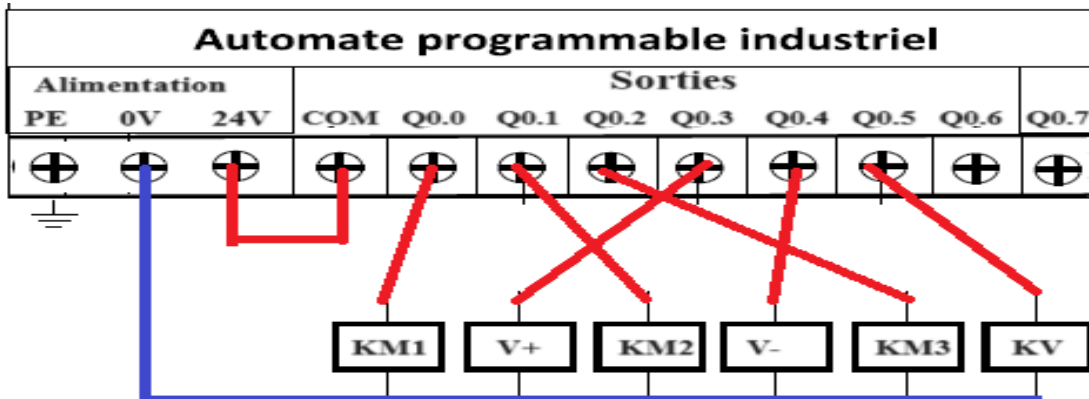 Automate programmable industriel
Alimentation Sorties
PE 0V 24V COM Q0.0 Q0.1 Q0.2 Q0.3 Q0.4 Q0.5 Q0.6 Q0.7
KM1 V+ KM2 V- KM3 KV